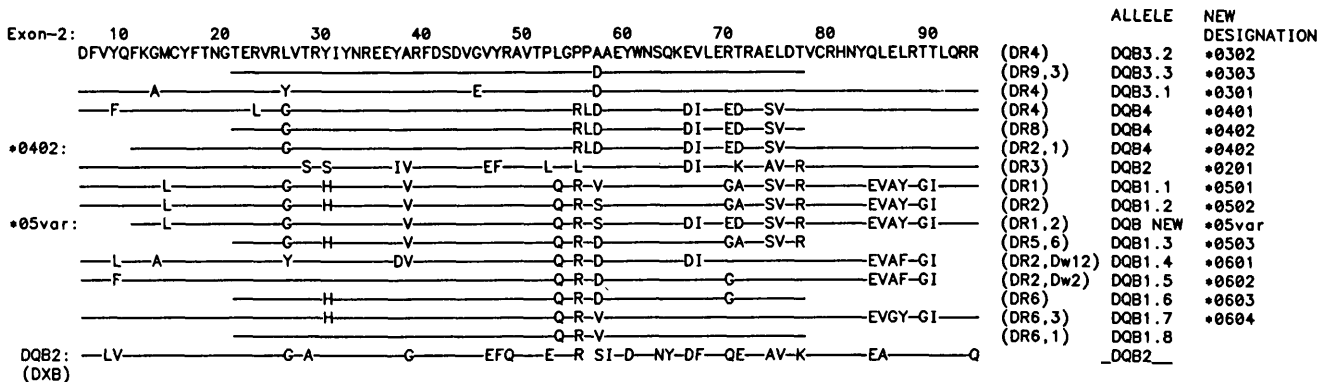 ALLELE NEW
Exon-2: 10 20 30 40 50 60 70 80 90 DESIGNATION
DFVYQFKGMCYFTNGTERVRLVTRYIYNREEYARFDSDVGVYRAVTPLGPPAAEYWNSQKEVLERTRAELDTVCRHNYQLELRTTLQRR (DR4) DQB3.2 *0302
D (DR9,3) DQB3.3 *0303
A Y E D (DR4) DQB3.1 *0301
F L G RLD DI ED SV (DR4) DQB4 *0401
G RLD DI ED SV (DR8) DQB4 *0402
*0402: G RLD DI ED SV (DR2,1) DQB4 *0402
S-S IV EF L L DI K AV-R (DR3) DQB2 *0201
L G H V Q-R-V GA SV-R EVAY-GI (DR1) DQB1.1 *0501
L G H V Q-R-S GA SV-R EVAY-GI (DR2) DQB1.2 *0502
*05var: L G V Q-R-S DI ED SV-R EVAY-GI (DR1,2) DQB NEW *05var
G H V Q-R-D GA SV-R (DR5,6) DQB1.3 *0503
L A Y DV Q-R-D DI EVAF-GI (DR2,Dw12) DQB1.4 *0601
F Q-R-D G EVAF-GI (DR2,Dw2) DQB1.5 *0602
H Q-R-D G (DR6) DQB1.6 *0603
H Q-R-V EVGY-GI (DR6,3) DQB1.7 *0604
Q-R-V (DR6,1) DQB1.8
DQB2: LV G-A G EFQ E R SI-D NY-DF QE AV-K EA Q _DQB2__
(DXB)